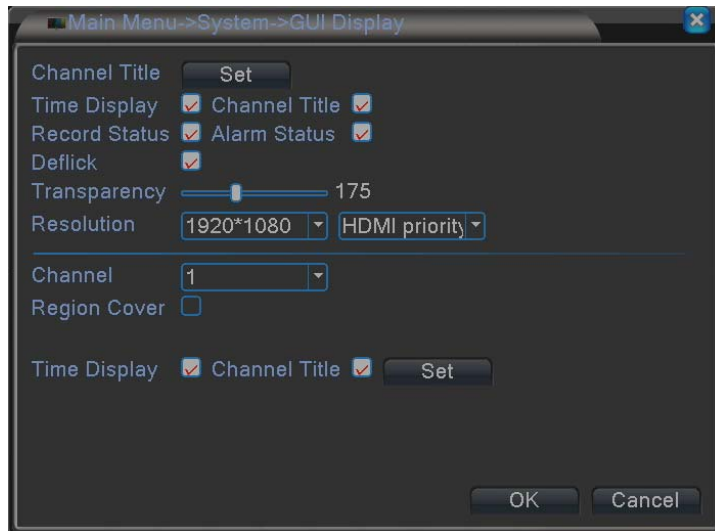 Main Menu->System->GUI Display
Channel Title Set
Time Display Channel Title
Record Status Alarm Status
Deflick
Transparency 175
Resolution 1920*1080 HDMI priority
Channel 1
Region Cover
Time Display Channel Title Set
OK Cancel